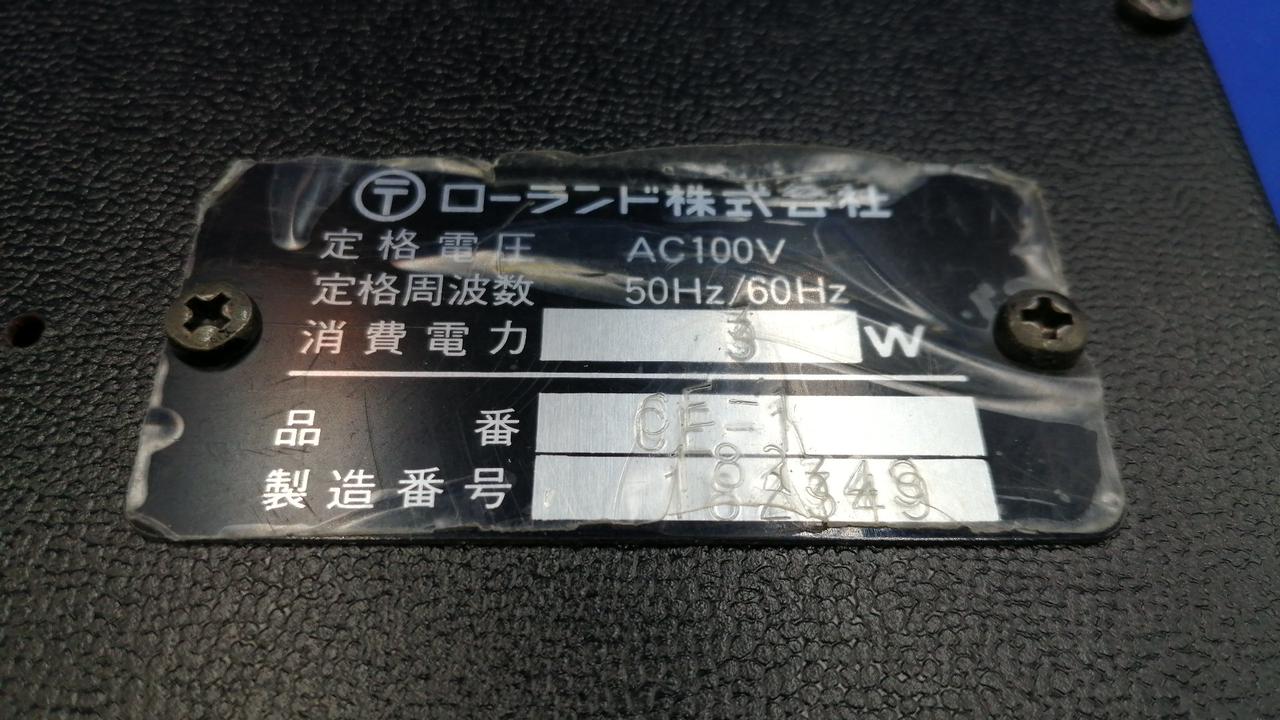 〒 ローランド株式会社
定格電圧 AC100V
定格周波数 50Hz/60Hz
消費電力 3 W
品番 CE-1
製造番号